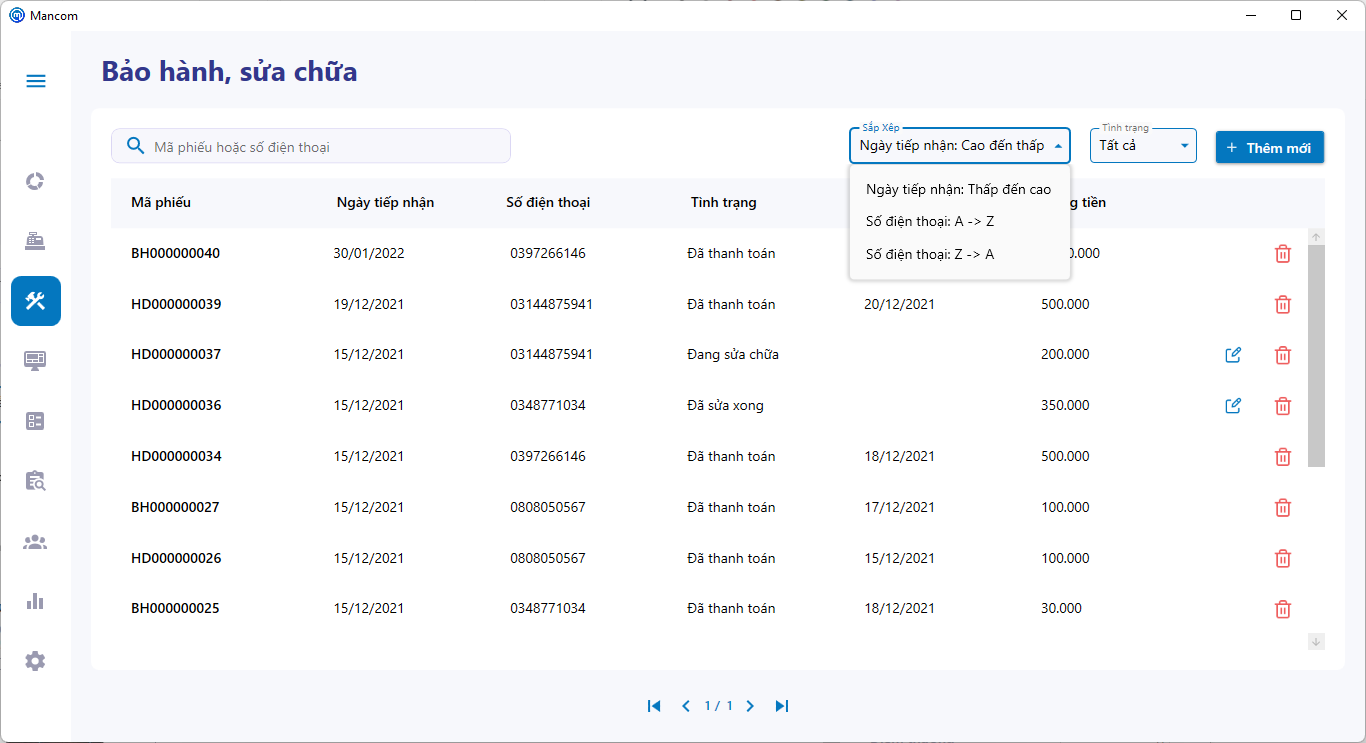 Mancom
Bảo hành, sửa chữa
Mã phiếu hoặc số điện thoại
Sắp Xếp
Ngày tiếp nhận: Cao đến thấp
Tình trạng
Tất cả
+ Thêm mới
Ngày tiếp nhận: Thấp đến cao
Số điện thoại: A -> Z
Số điện thoại: Z -> A
Mã phiếu Ngày tiếp nhận Số điện thoại Tình trạng g tiền
BH000000040 30/01/2022 0397266146 Đã thanh toán 0.000
HD000000039 19/12/2021 03144875941 Đã thanh toán 20/12/2021 500.000
HD000000037 15/12/2021 03144875941 Đang sửa chữa 200.000
HD000000036 15/12/2021 0348771034 Đã sửa xong 350.000
HD000000034 15/12/2021 0397266146 Đã thanh toán 18/12/2021 500.000
BH000000027 15/12/2021 0808050567 Đã thanh toán 17/12/2021 100.000
HD000000026 15/12/2021 0808050567 Đã thanh toán 15/12/2021 100.000
BH000000025 15/12/2021 0348771034 Đã thanh toán 18/12/2021 30.000
1 / 1